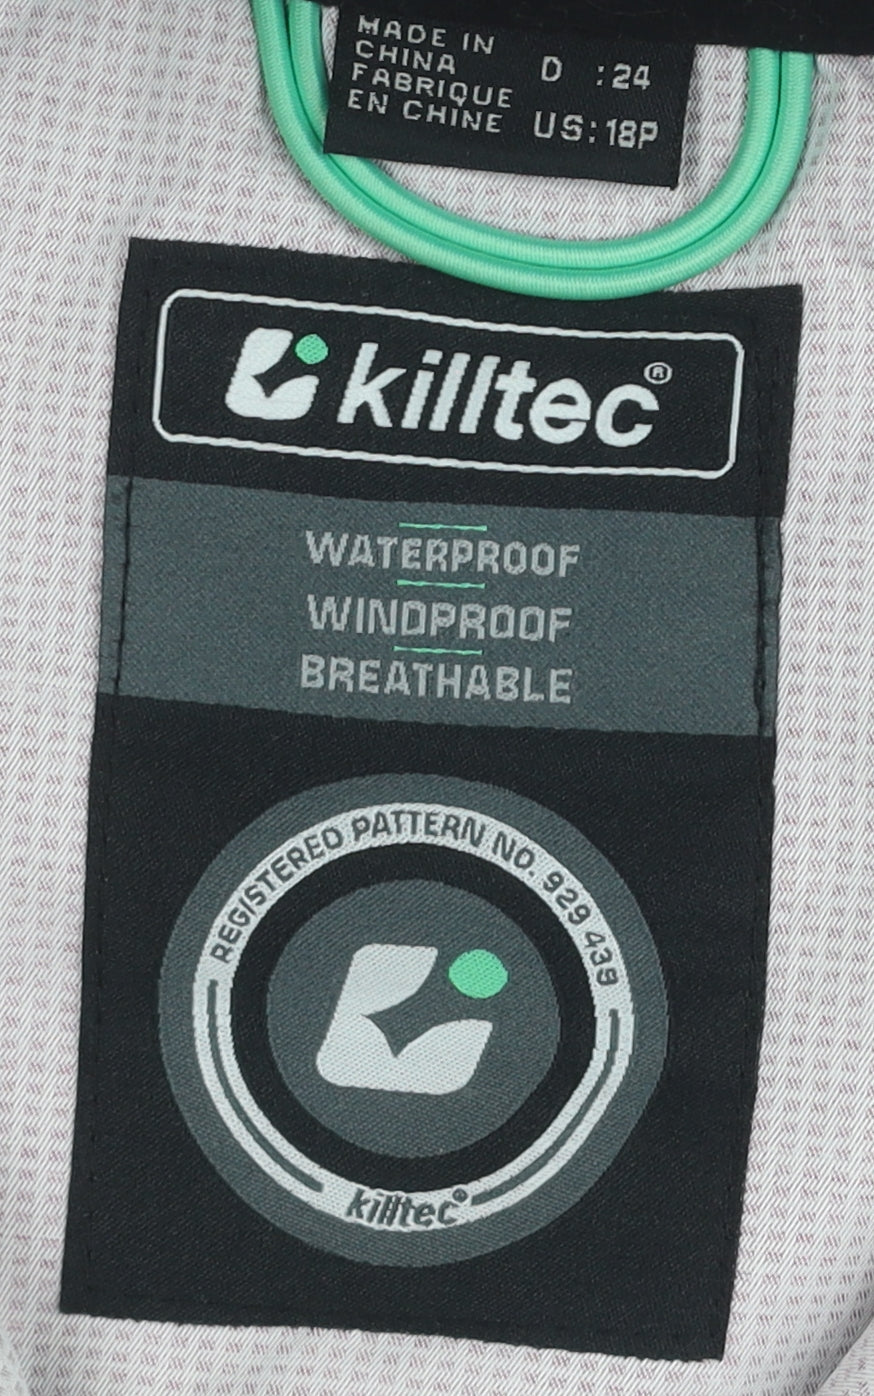 MADE IN
CHINA
FABRIQUE
EN CHINE
D :24
US:18P
killtec®
WATERPROOF
WINDPROOF
BREATHABLE
REGISTERED PATTERN NO. 929 439
killtec®